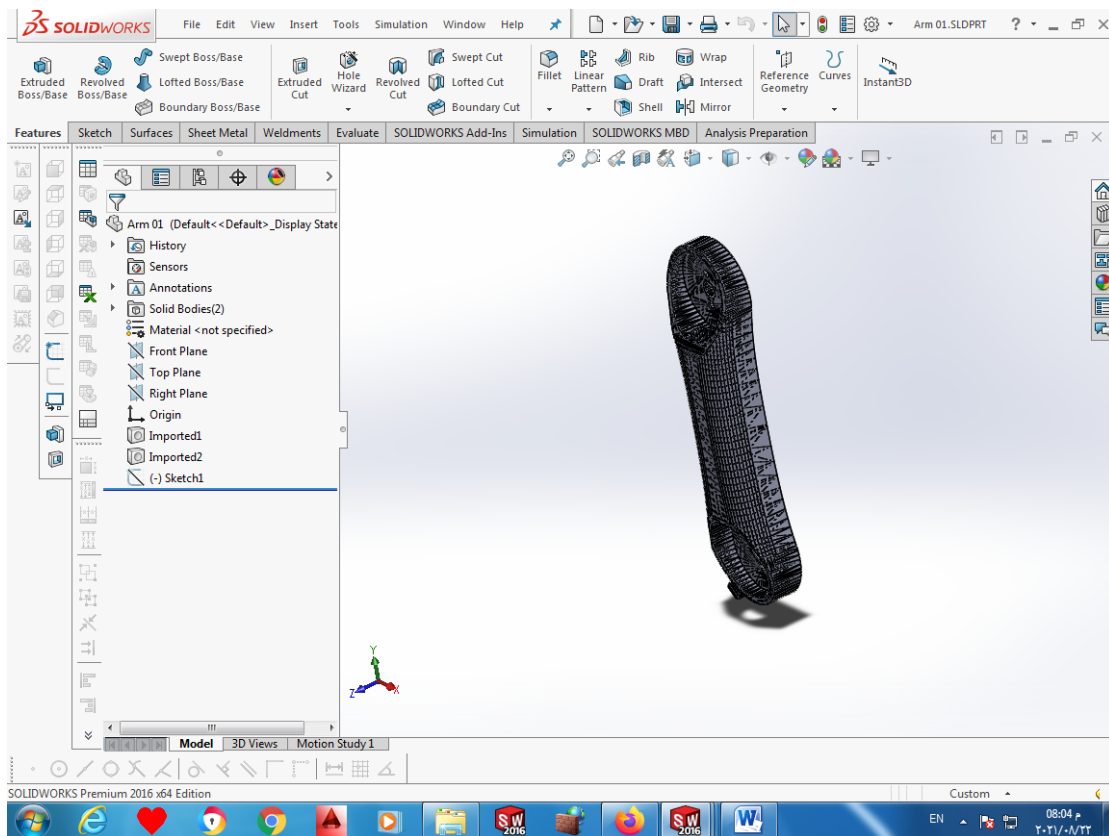 SOLIDWORKS File Edit View Insert Tools Simulation Window Help Arm 01.SLDPRT ?
Extruded Boss/Base
Revolved Boss/Base
Swept Boss/Base
Lofted Boss/Base
Boundary Boss/Base
Extruded Cut
Hole Wizard
Revolved Cut
Swept Cut
Lofted Cut
Boundary Cut
Fillet
Linear Pattern
Rib
Draft
Shell
Wrap
Intersect
Mirror
Reference Geometry
Curves
Instant3D
Features Sketch Surfaces Sheet Metal Weldments Evaluate SOLIDWORKS Add-Ins Simulation SOLIDWORKS MBD Analysis Preparation
Arm 01 (Default<<Default>_Display State
History
Sensors
Annotations
Solid Bodies(2)
Material <not specified>
Front Plane
Top Plane
Right Plane
Origin
Imported1
Imported2
(-) Sketch1
Y
Z X
Model 3D Views Motion Study 1
SOLIDWORKS Premium 2016 x64 Edition Custom
SW 2016
SW 2016
W
EN
08:04 م
٢٠٢١/٠٨/٢٢